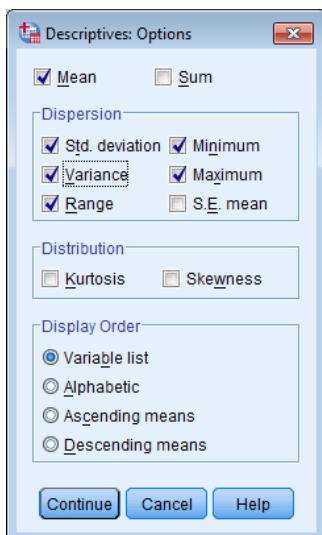 Descriptives: Options
Mean Sum
Dispersion
Std. deviation Minimum
Variance Maximum
Range S.E. mean
Distribution
Kurtosis Skewness
Display Order
Variable list
Alphabetic
Ascending means
Descending means
Continue Cancel Help